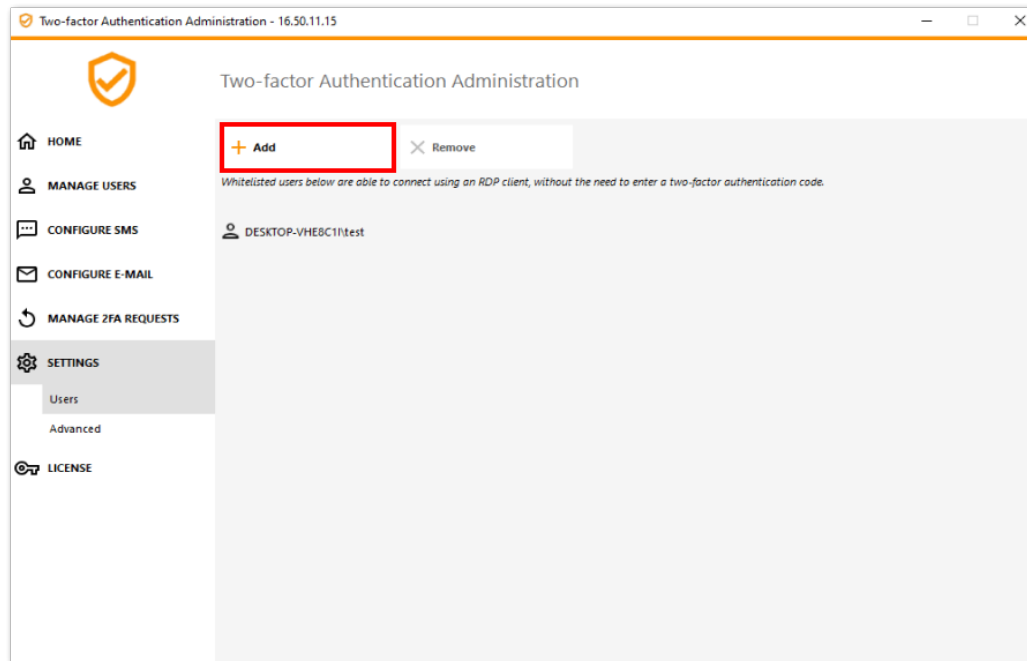 Two-factor Authentication Administration - 16.50.11.15
Two-factor Authentication Administration
HOME
MANAGE USERS
CONFIGURE SMS
CONFIGURE E-MAIL
MANAGE 2FA REQUESTS
SETTINGS
Users
Advanced
LICENSE
Add
Remove
Whitelisted users below are able to connect using an RDP client, without the need to enter a two-factor authentication code.
DESKTOP-VHE8C1I\test